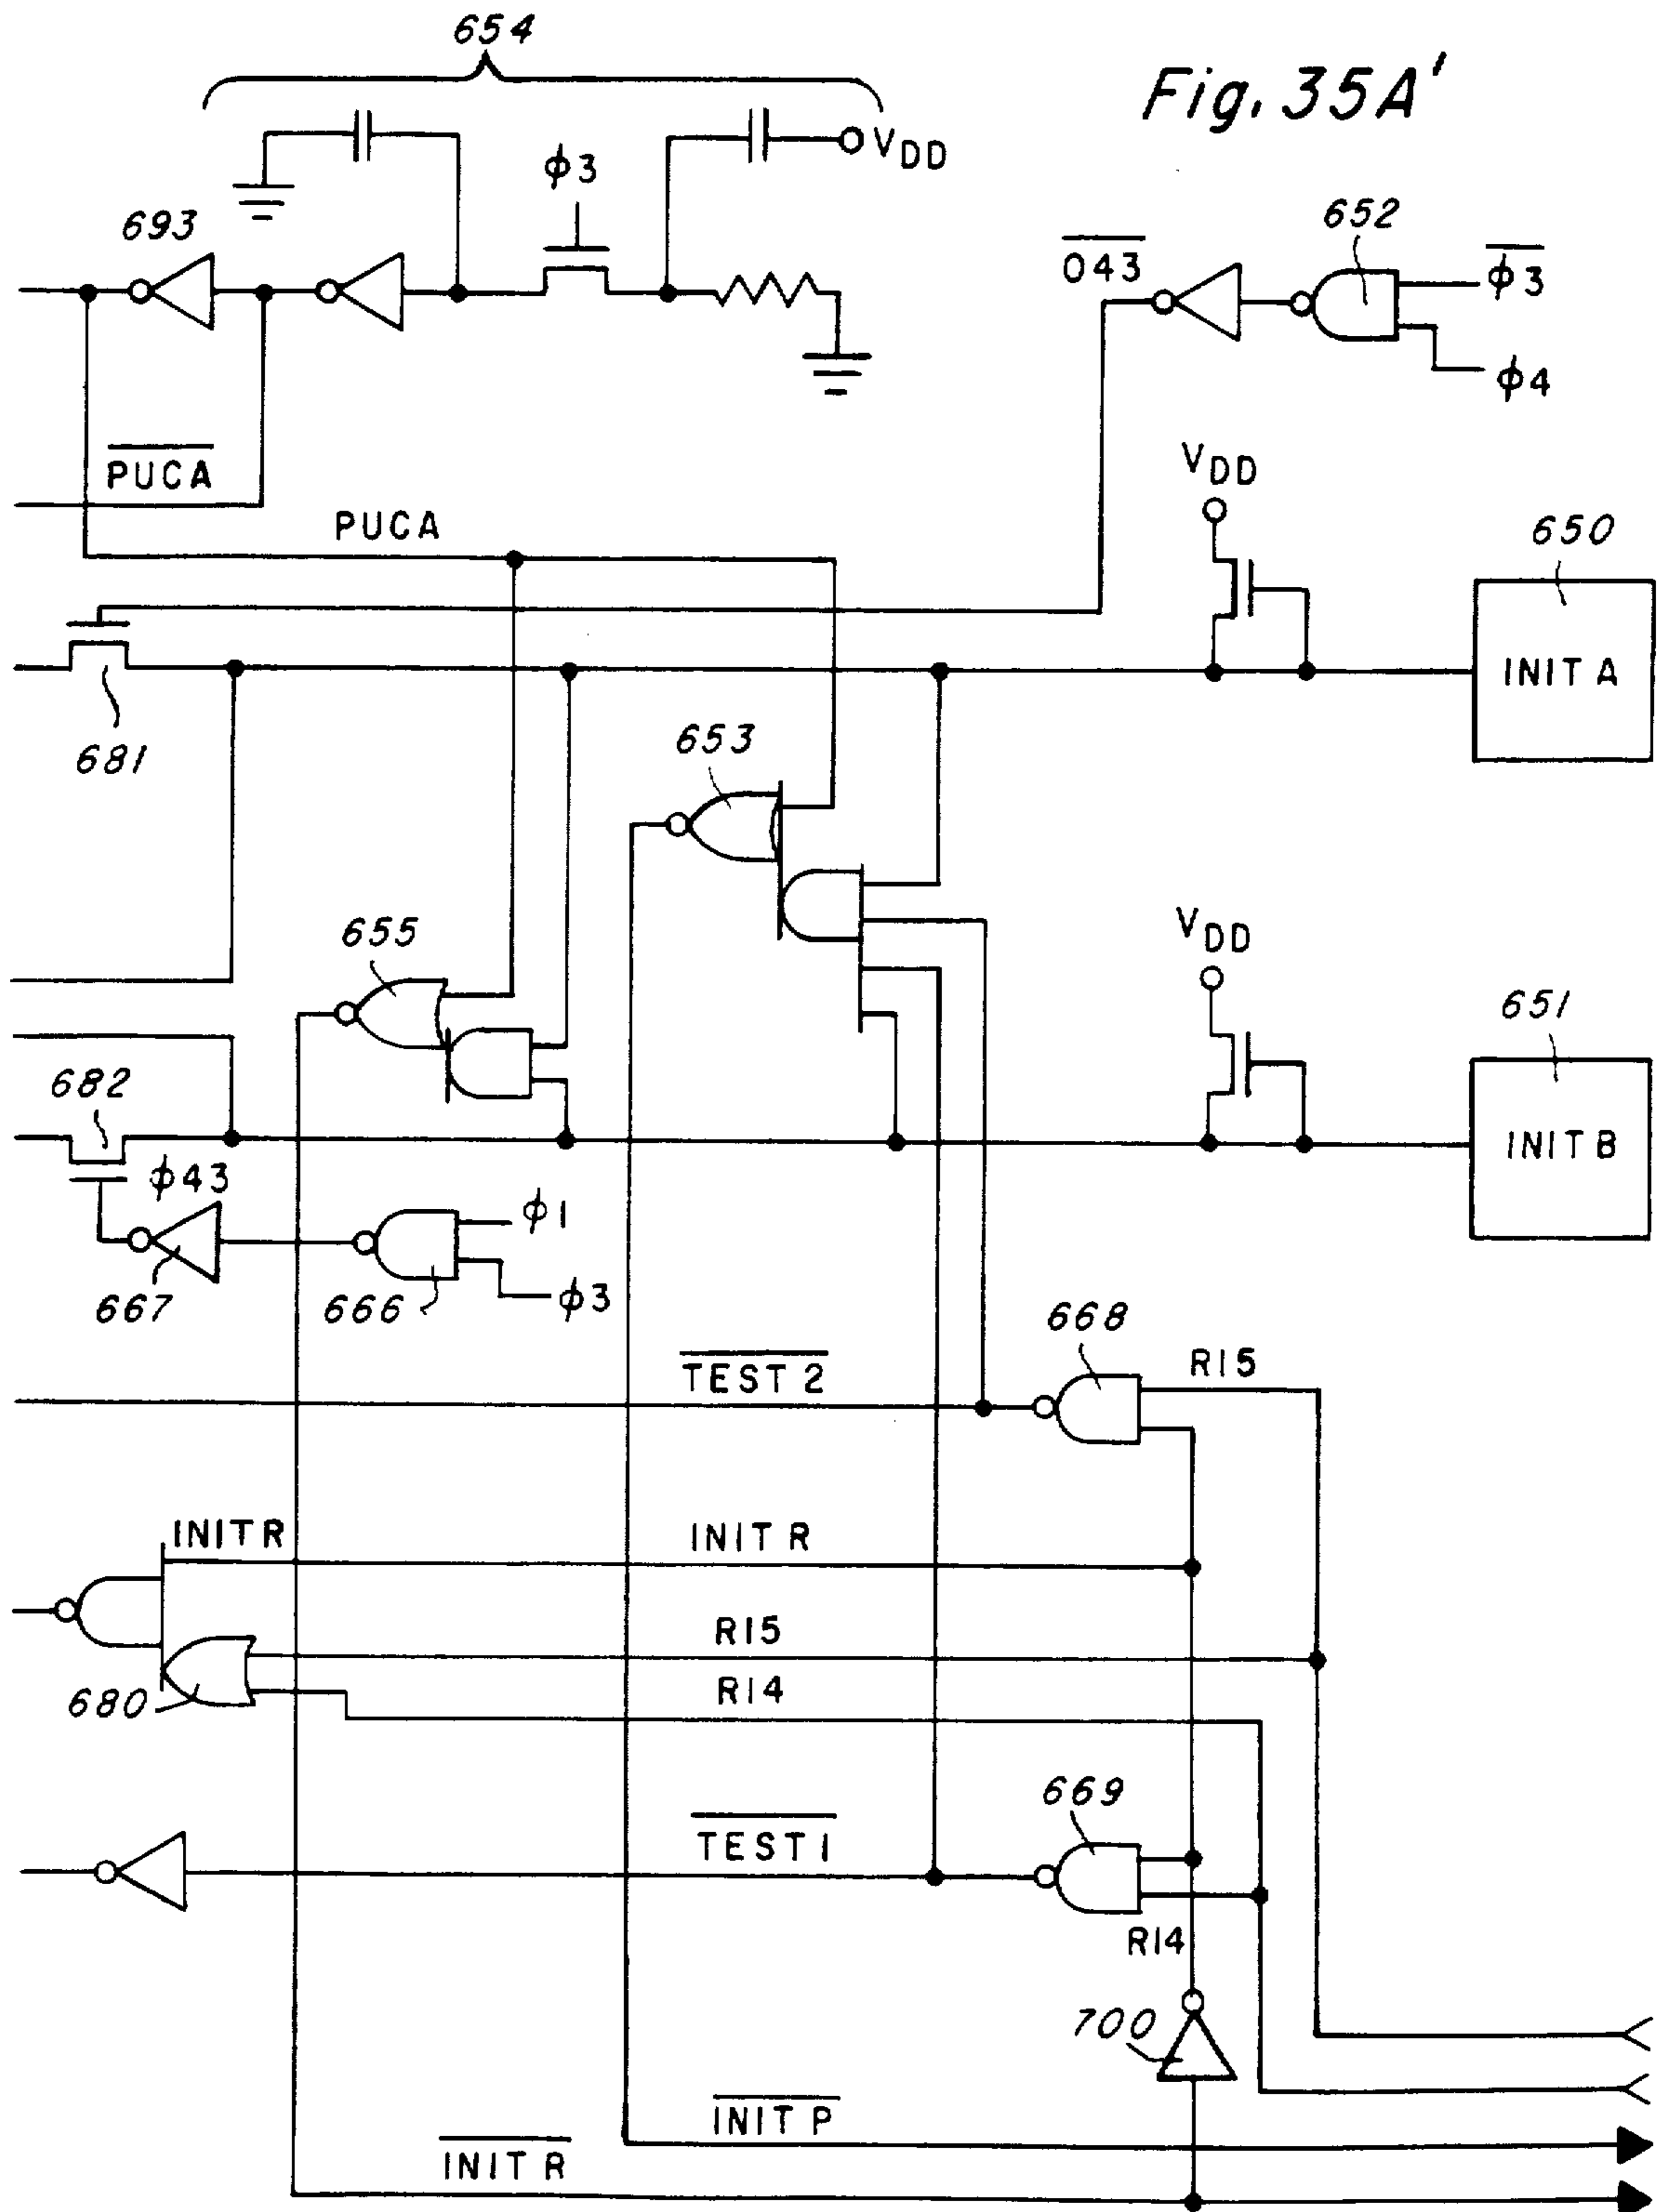 654
Fig. 35A'
VDD
ϕ3
652
693
043
ϕ3
ϕ4
PUCA
VDD
PUCA
650
INIT A
681
653
VDD
655
651
682
INIT B
ϕ43
ϕ1
667
666
ϕ3
668
TEST 2
R15
INIT R
INIT R
R15
680
R14
669
TEST 1
R14
700
INIT P
INIT R